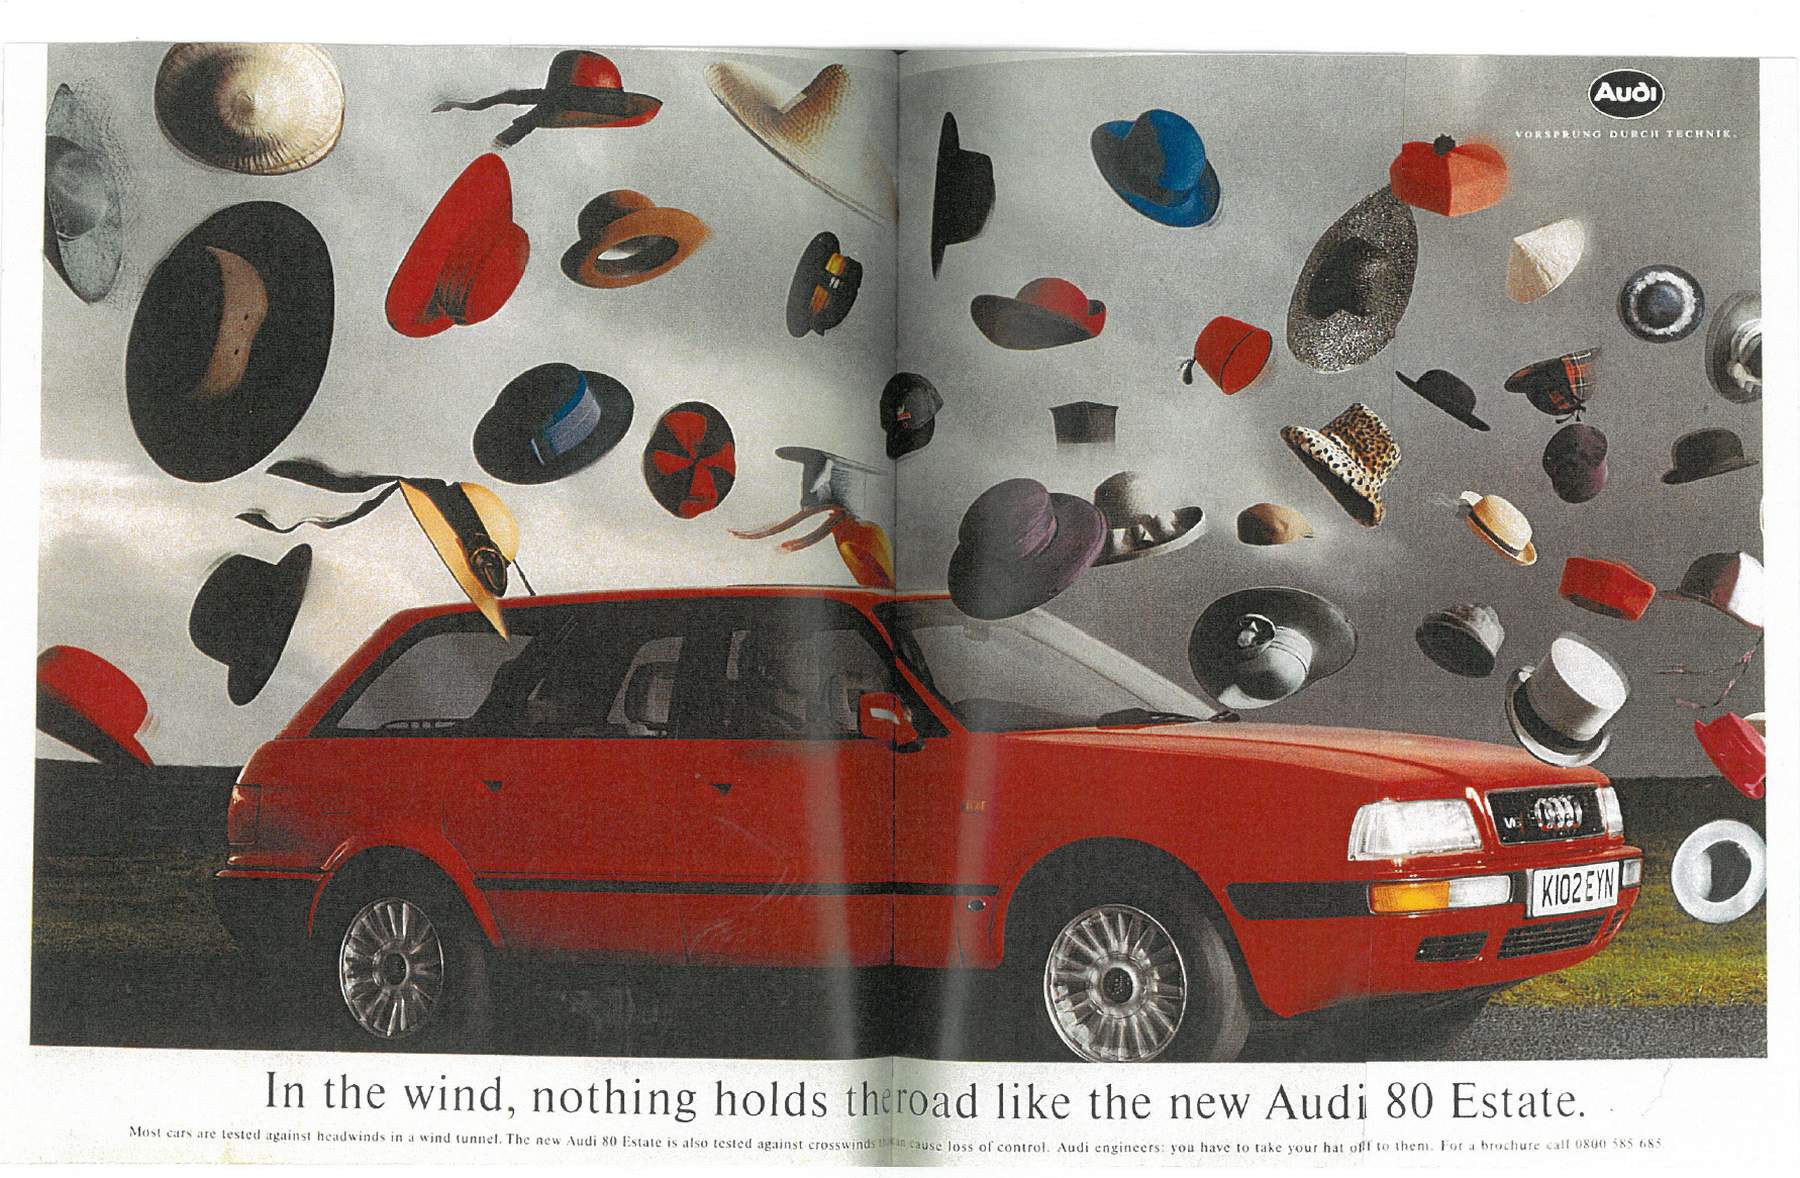 Audi
VORSPRUNG DURCH TECHNIK.
V6
K102 EYN
In the wind, nothing holds the road like the new Audi 80 Estate.
Most cars are tested against headwinds in a wind tunnel. The new Audi 80 Estate is also tested against crosswinds that can cause loss of control. Audi engineers: you have to take your hat off to them. For a brochure call 0800 585 685